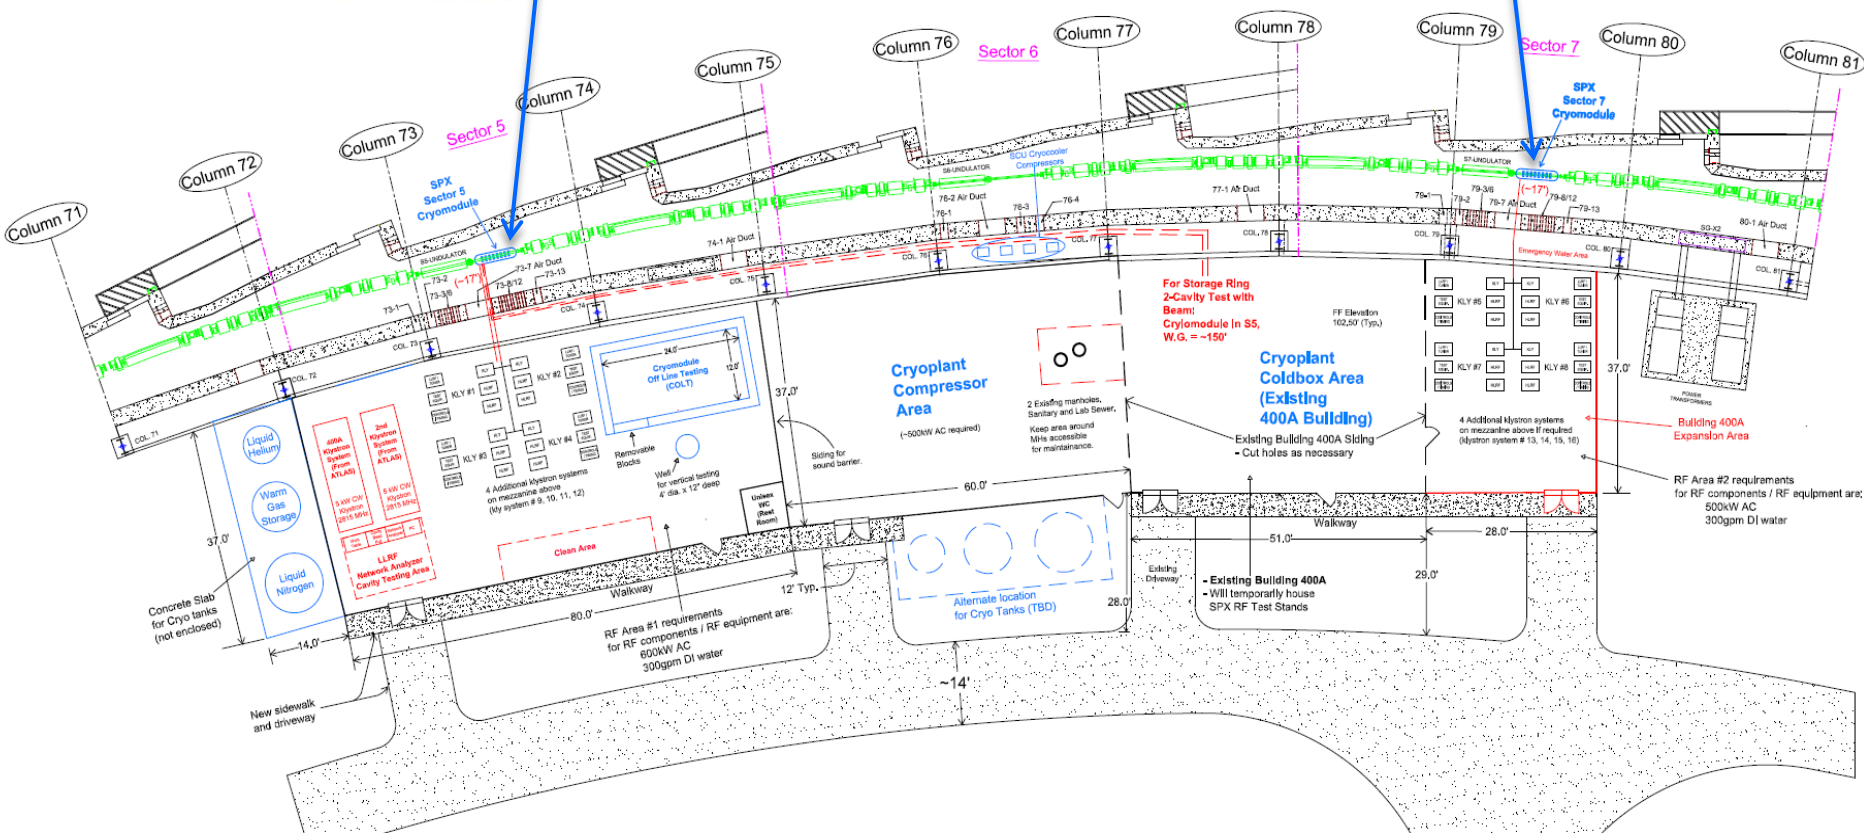 Column 71
Column 72
Column 73
Column 74
Column 75
Column 76
Column 77
Column 78
Column 79
Column 80
Column 81
Sector 5
Sector 6
Sector 7
SPX
Sector 5
Cryomodule
SPX
Sector 7
Cryomodule
SCU Cryocooler
Compressors
S5-UNDULATOR
S6-UNDULATOR
S7-UNDULATOR
(~17')
(~17')
73-1
73-2
73-3/6
73-7 Air Duct
73-8/12
73-13
74-1 Air Duct
76-1
76-2 Air Duct
76-3
76-4
77-1 Air Duct
79-1
79-2
79-3/6
79-7 Air Duct
79-8/12
79-13
80-1 Air Duct
SG-X2
Emergency Water Area
COL. 71
COL. 72
COL. 73
COL. 74
COL. 75
COL. 76
COL. 77
COL. 78
COL. 79
COL. 80
COL. 81
Liquid
Helium
Warm
Gas
Storage
Liquid
Nitrogen
400A
Klystron
System
(From
ATLAS)
5 kW CW
Klystron
2815 MHz
2nd
Klystron
System
(From
ATLAS)
5 kW CW
Klystron
2815 MHz
LLRF
Network Analyzer
Cavity Testing Area
KLY #1
KLY #2
KLY #3
KLY #4
4 Additional klystron systems
on mezzanine above
(kly system # 9, 10, 11, 12)
24.0'
12.0'
Cryomodule
Off Line Testing
(COLT)
Removable
Blocks
Well
for vertical testing
4' dia. x 12' deep
Clean Area
Unisex
WC
(Rest
Room)
37.0'
Siding for
sound barrier.
Cryoplant
Compressor
Area
(~500kW AC required)
2 Existing manholes,
Sanitary and Lab Sewer.
Keep area around
MHs accessible
for maintainance.
60.0'
For Storage Ring
2-Cavity Test with
Beam:
Cryomodule in S5,
W.G. = ~150'
FF Elevation
102.50' (Typ.)
Cryoplant
Coldbox Area
(Existing
400A Building)
Existing Building 400A Siding
- Cut holes as necessary
KLY #5
KLY #6
KLY #7
KLY #8
4 Additional klystron systems
on mezzanine above if required
(klystron system # 13, 14, 15, 16)
37.0'
POWER
TRANSFORMERS
Building 400A
Expansion Area
RF Area #2 requirments
for RF components / RF equipment are:
500kW AC
300gpm DI water
Walkway
51.0'
28.0'
29.0'
28.0'
Existing
Driveway
- Existing Building 400A
- Will temporarily house
SPX RF Test Stands
Alternate location
for Cryo Tanks (TBD)
12' Typ.
Walkway
80.0'
RF Area #1 requirements
for RF components / RF equipment are:
600kW AC
300gpm DI water
37.0'
Concrete Slab
for Cryo tanks
(not enclosed)
14.0'
New sidewalk
and driveway
~14'